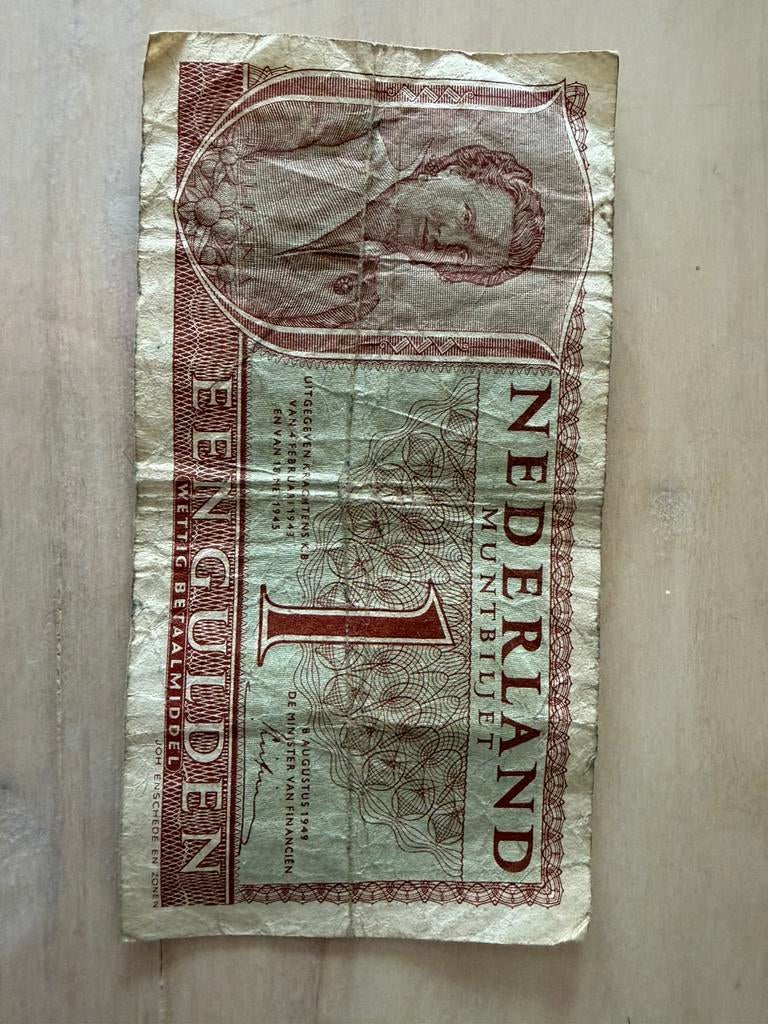 NEDERLAND
MUNTBILJET
1
UITGEGEVEN KRACHTENS K.B.
VAN 4 FEBRUARI 1943
EN VAN 18 MEI 1945
8 AUGUSTUS 1949
DE MINISTER VAN FINANCIËN
EEN GULDEN
WETTIG BETAALMIDDEL
JOH. ENSCHEDÉ EN ZONEN